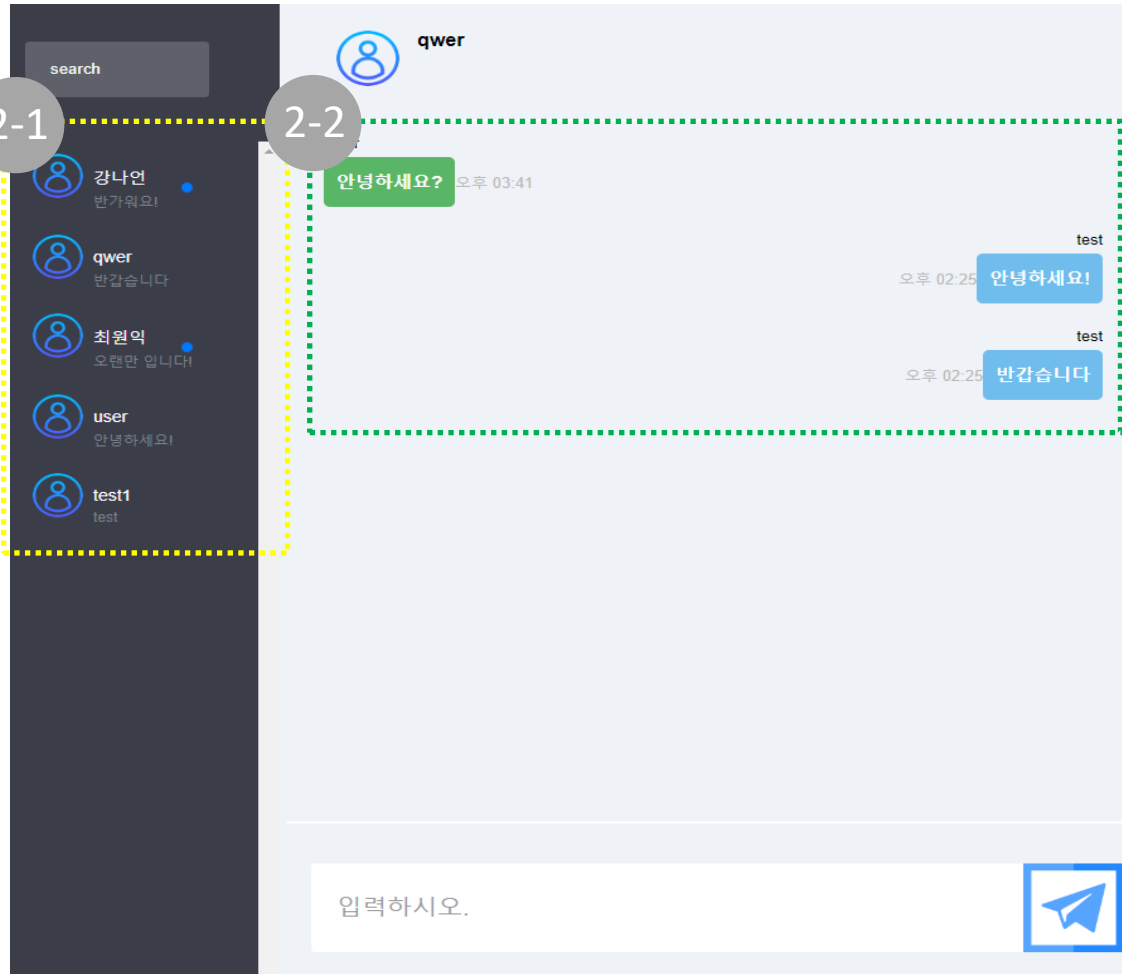 search
2-1
강나언
반가워요!
qwer
반갑습니다
최원익
오랜만 입니다!
user
안녕하세요!
test1
test
qwer
2-2
안녕하세요? 오후 03:41
test
오후 02:25 안녕하세요!
test
오후 02:25 반갑습니다
입력하시오.